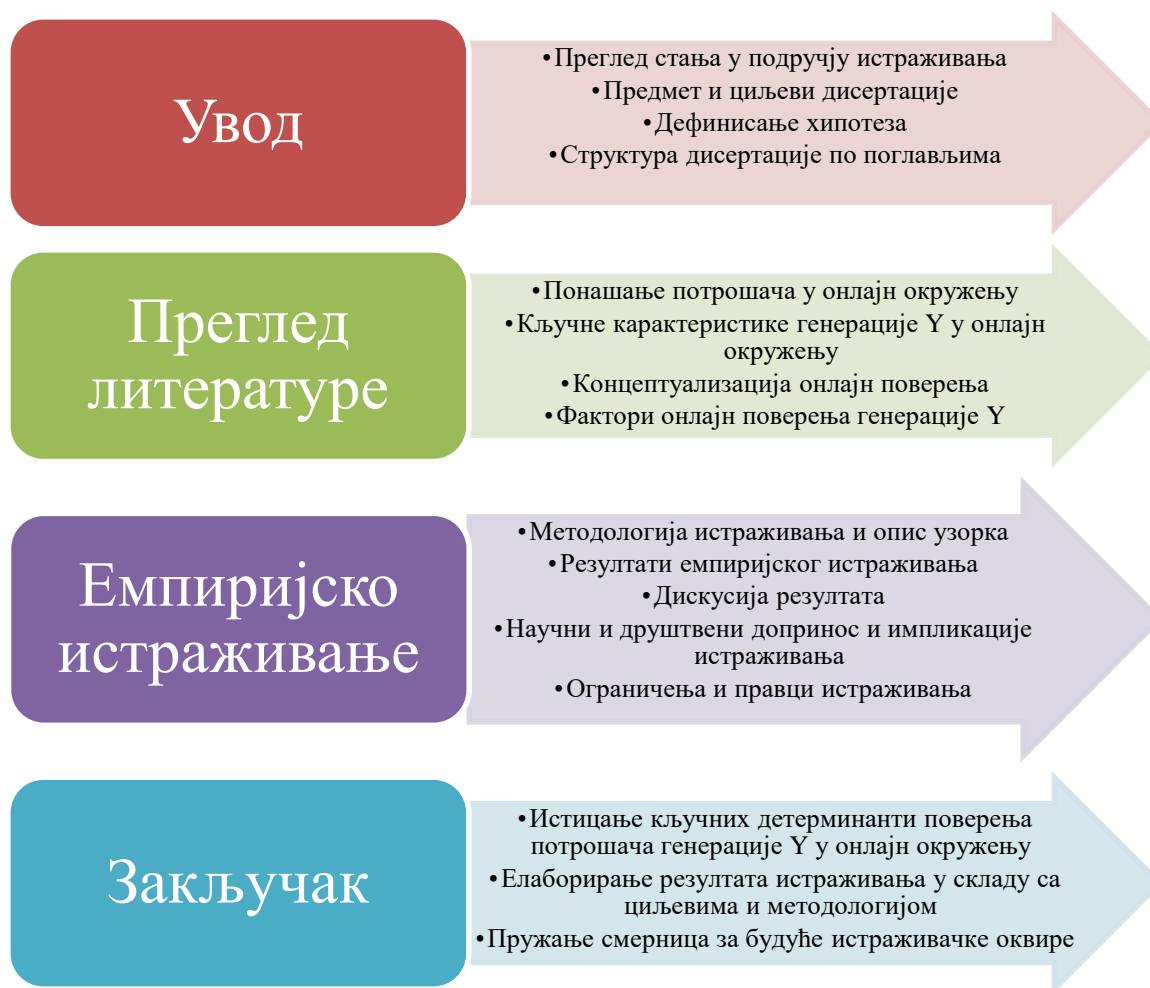 Увод
•Преглед стања у подручју истраживања
•Предмет и циљеви дисертације
•Дефинисање хипотеза
•Структура дисертације по поглављима
Преглед
литературе
•Понашање потрошача у онлајн окружењу
•Кључне карактеристике генерације Y у онлајн
окружењу
•Концептуализација онлајн поверења
•Фактори онлајн поверења генерације Y
Емпиријско
истраживање
•Методологија истраживања и опис узорка
•Резултати емпиријског истраживања
•Дискусија резултата
•Научни и друштвени допринос и импликације
истраживања
•Ограничења и правци истраживања
Закључак
•Истицање кључних детерминанти поверења
потрошача генерације Y у онлајн окружењу
•Елаборирање резултата истраживања у складу са
циљевима и методологијом
•Пружање смерница за будуће истраживачке оквире